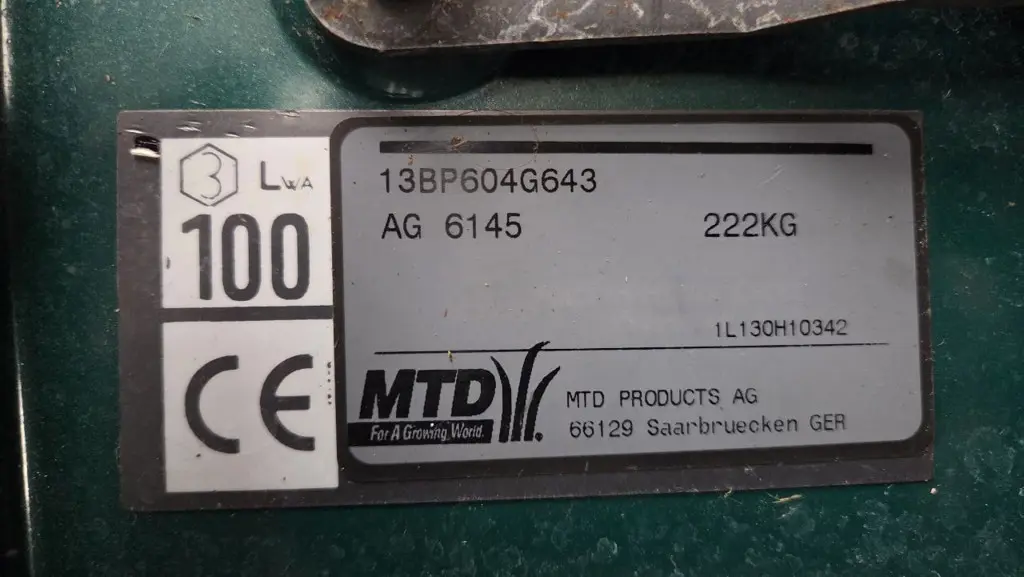 3 LWA
100
13BP604G643
AG 6145 222KG
1L130H10342
MTD
For A Growing World.
MTD PRODUCTS AG
66129 Saarbruecken GER
CE